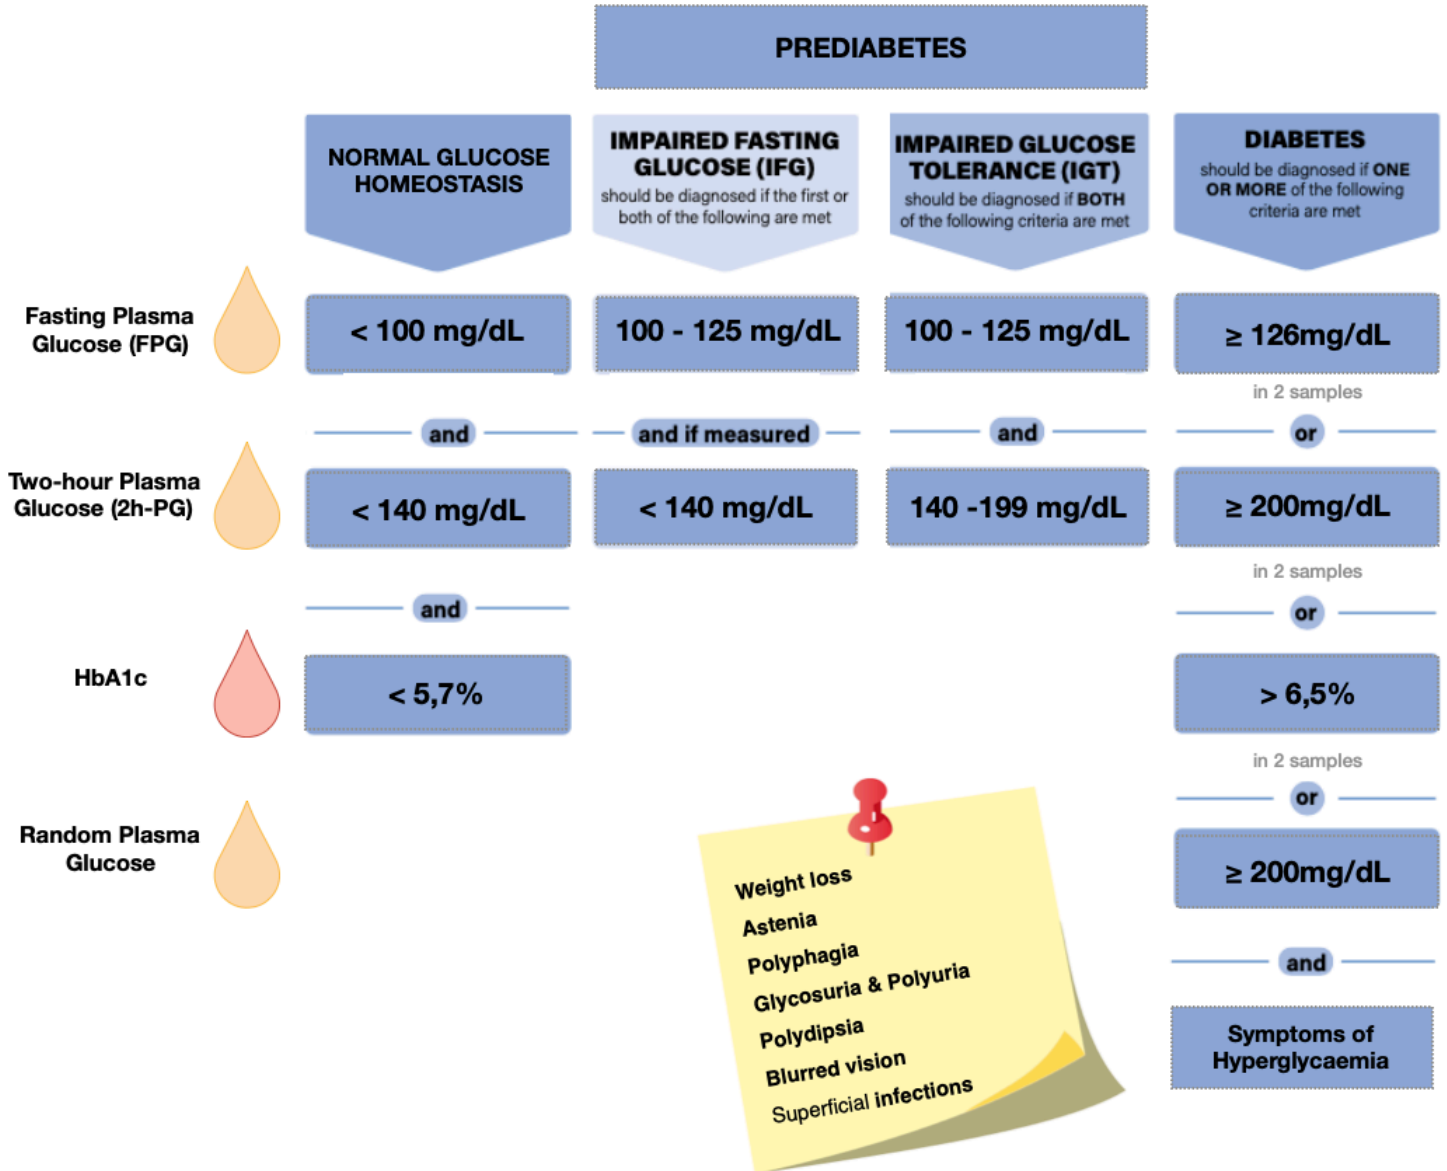 PREDIABETES
NORMAL GLUCOSE
HOMEOSTASIS
IMPAIRED FASTING
GLUCOSE (IFG)
should be diagnosed if the first or
both of the following are met
IMPAIRED GLUCOSE
TOLERANCE (IGT)
should be diagnosed if BOTH
of the following criteria are met
DIABETES
should be diagnosed if ONE
OR MORE of the following
criteria are met
Fasting Plasma
Glucose (FPG)
< 100 mg/dL
100 - 125 mg/dL
100 - 125 mg/dL
≥ 126mg/dL
in 2 samples
and
and if measured
and
or
Two-hour Plasma
Glucose (2h-PG)
< 140 mg/dL
< 140 mg/dL
140 -199 mg/dL
≥ 200mg/dL
in 2 samples
and
or
HbA1c
< 5,7%
> 6,5%
in 2 samples
or
Random Plasma
Glucose
≥ 200mg/dL
and
Symptoms of
Hyperglycaemia
Weight loss
Astenia
Polyphagia
Glycosuria & Polyuria
Polydipsia
Blurred vision
Superficial infections